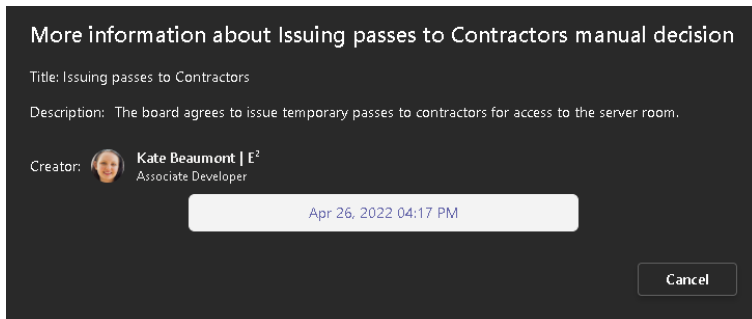 More information about Issuing passes to Contractors manual decision
Title: Issuing passes to Contractors
Description: The board agrees to issue temporary passes to contractors for access to the server room.
Creator:
Kate Beaumont | E²
Associate Developer
Apr 26, 2022 04:17 PM
Cancel